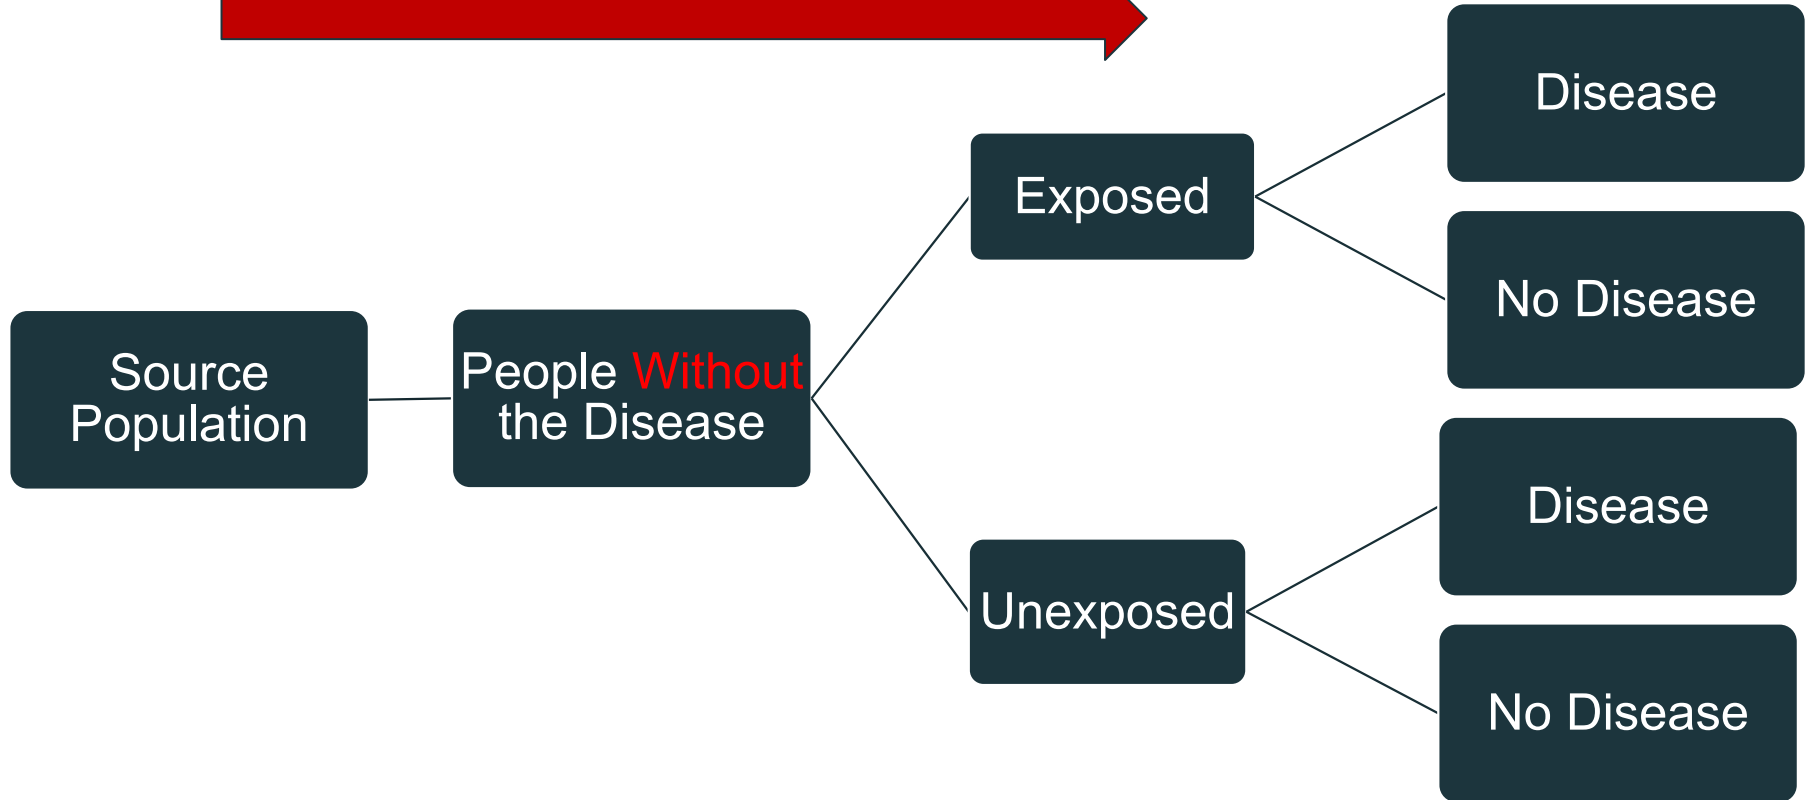 Source
Population
People Without
the Disease
Exposed
Unexposed
Disease
No Disease
Disease
No Disease